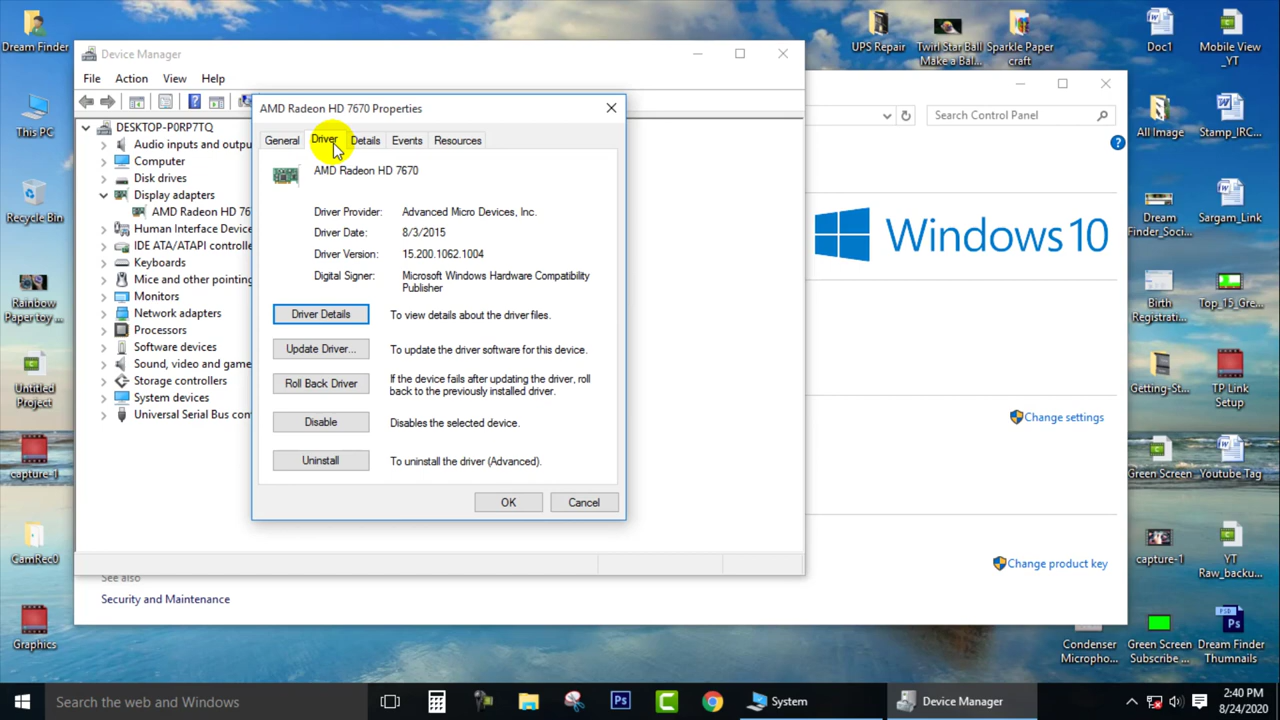 Dream Finder
This PC
Recycle Bin
Rainbow
Paper toy ...
Untitled
Project
capture-1
CamRec0
Graphics
UPS Repair
Twirl Star Ball
Make a Bal...
Sparkle Paper
craft
Doc1
Mobile View
_YT
All Image
Stamp_IRC...
Dream
Finder_Soci...
Sargam_Link
Birth
Registrati...
Top_15_Gre...
Getting-St...
TP Link
Setup
Green Screen
Youtube Tag
capture-1
YT
Raw_backu...
Condenser
Micropho...
Green Screen
Subscribe ...
Dream Finder
Thumnails
Device Manager
File Action View Help
DESKTOP-P0RP7TQ
Audio inputs and outpu
Computer
Disk drives
Display adapters
AMD Radeon HD 76
Human Interface Device
IDE ATA/ATAPI controlle
Keyboards
Mice and other pointing
Monitors
Network adapters
Processors
Software devices
Sound, video and game
Storage controllers
System devices
Universal Serial Bus con
AMD Radeon HD 7670 Properties
General Driver Details Events Resources
AMD Radeon HD 7670
Driver Provider: Advanced Micro Devices, Inc.
Driver Date: 8/3/2015
Driver Version: 15.200.1062.1004
Digital Signer: Microsoft Windows Hardware Compatibility
Publisher
Driver Details To view details about the driver files.
Update Driver... To update the driver software for this device.
Roll Back Driver If the device fails after updating the driver, roll
back to the previously installed driver.
Disable Disables the selected device.
Uninstall To uninstall the driver (Advanced).
OK Cancel
Search Control Panel
Windows 10
Change settings
Change product key
See also
Security and Maintenance
Search the web and Windows
Ps
System
Device Manager
2:40 PM
8/24/2020